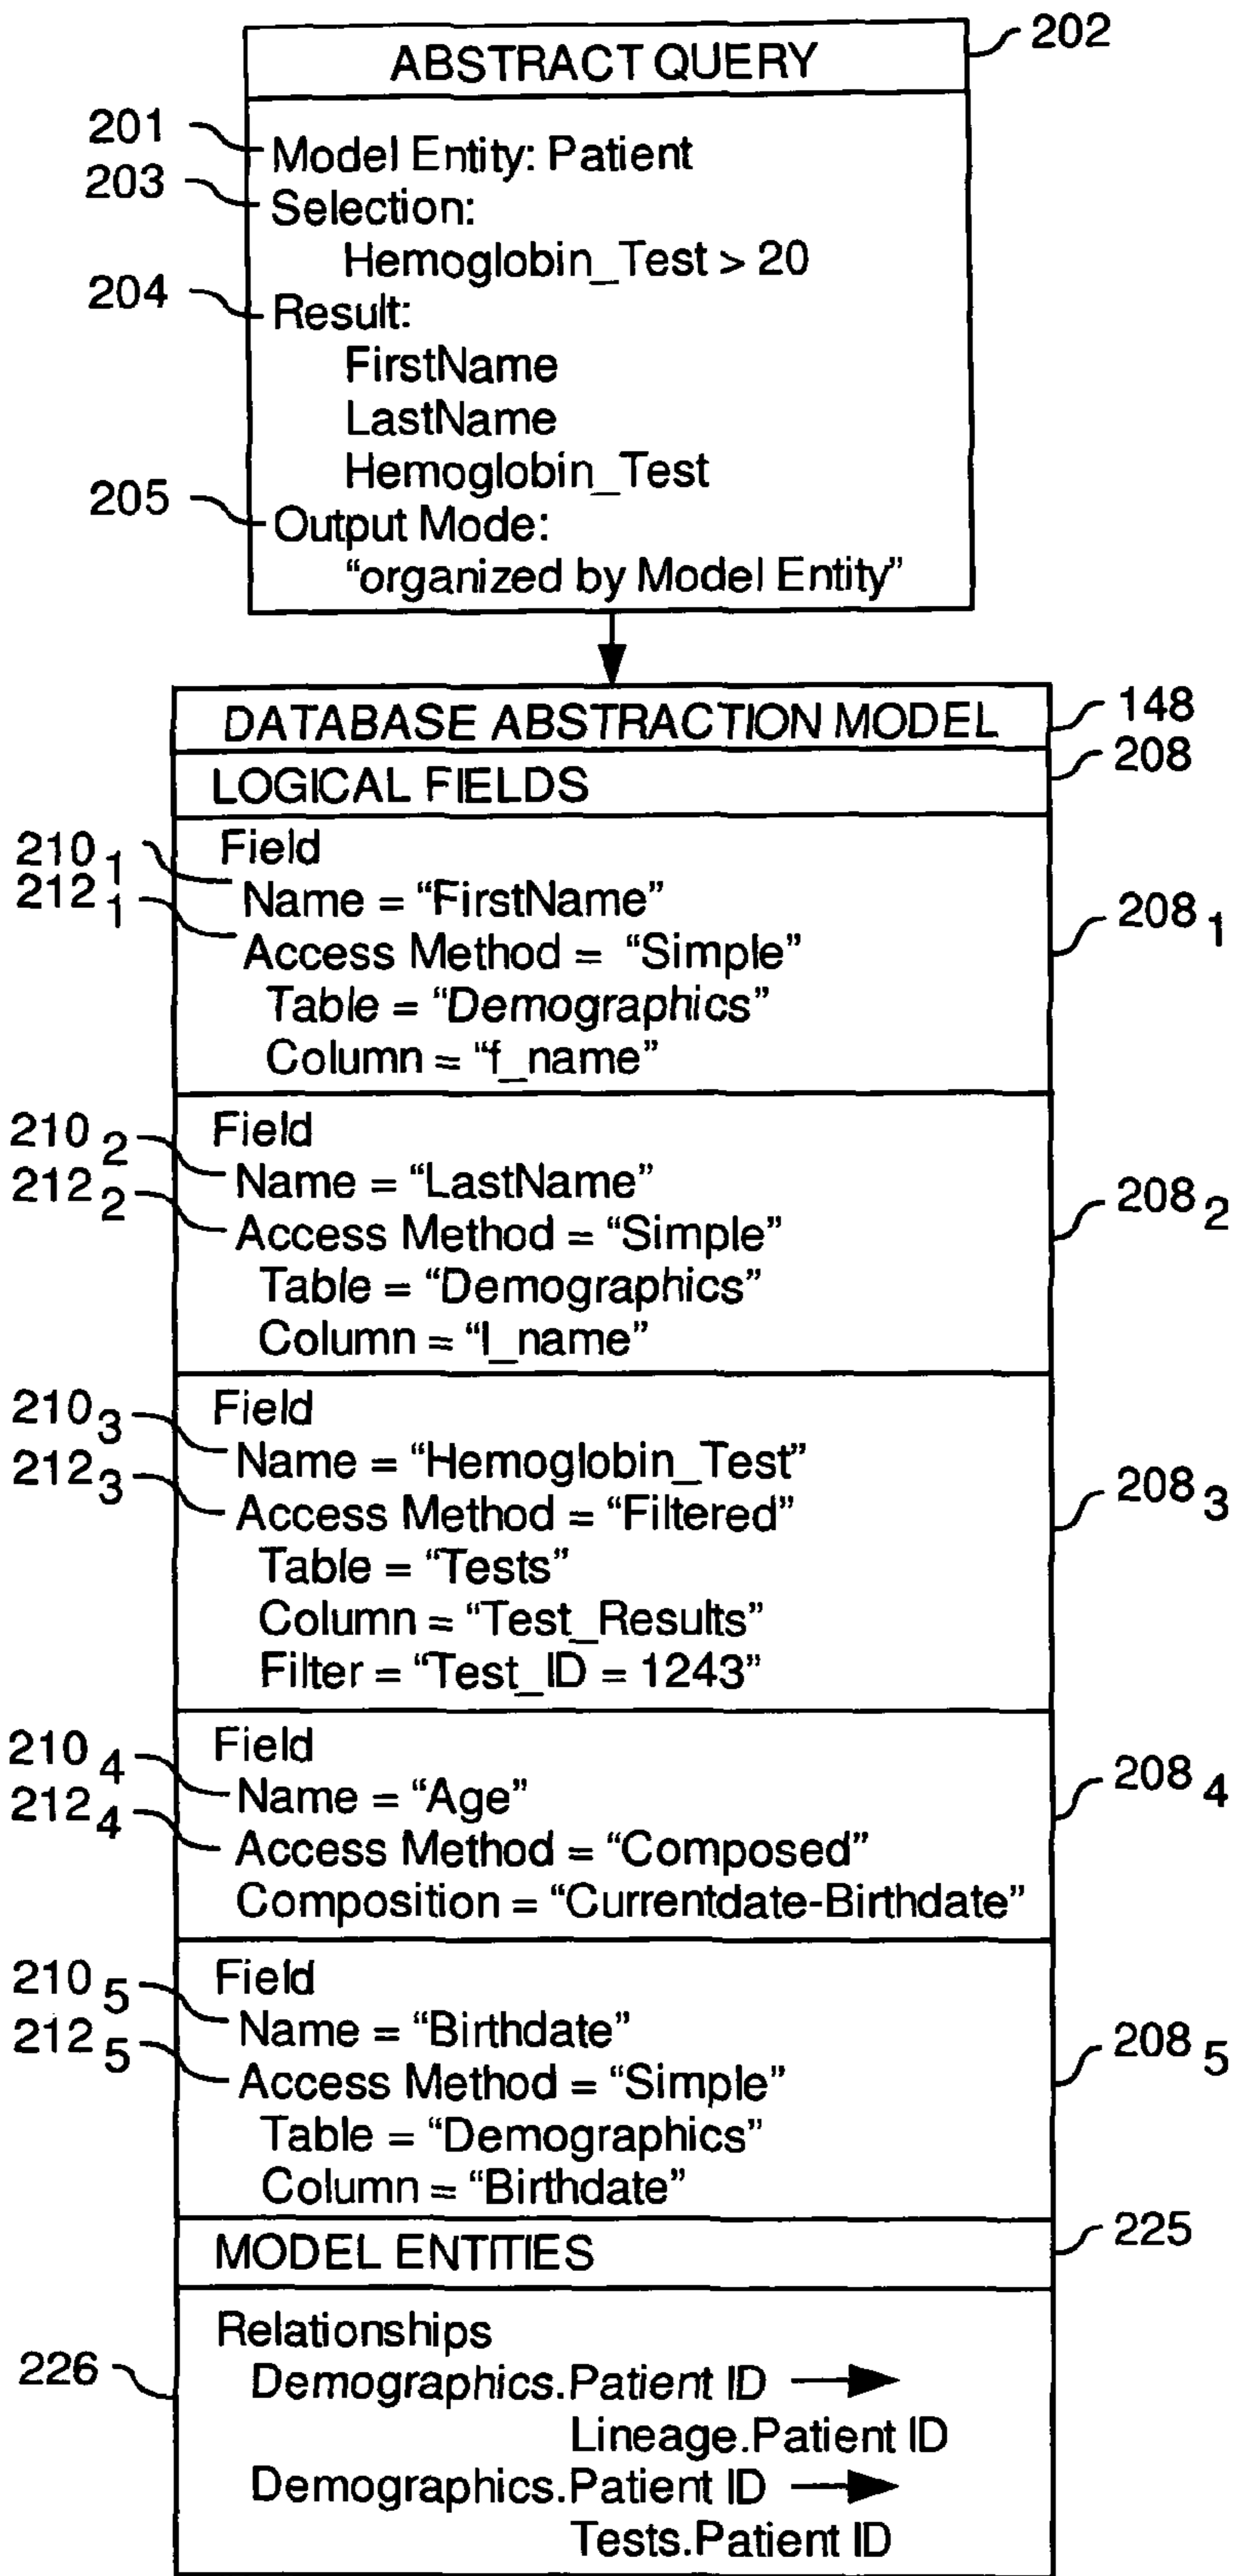 ABSTRACT QUERY 202
201 Model Entity: Patient
203 Selection:
Hemoglobin_Test > 20
204 Result:
FirstName
LastName
Hemoglobin_Test
205 Output Mode:
“organized by Model Entity”
DATABASE ABSTRACTION MODEL 148
LOGICAL FIELDS 208
Field
210 1 Name = “FirstName”
212 1 Access Method = “Simple” 208 1
Table = “Demographics”
Column = “f_name”
Field
210 2 Name = “LastName”
212 2 Access Method = “Simple” 208 2
Table = “Demographics”
Column = “l_name”
Field
210 3 Name = “Hemoglobin_Test”
212 3 Access Method = “Filtered” 208 3
Table = “Tests”
Column = “Test_Results”
Filter = “Test_ID = 1243”
Field
210 4 Name = “Age” 208 4
212 4 Access Method = “Composed”
Composition = “Currentdate-Birthdate”
Field
210 5 Name = “Birthdate”
212 5 Access Method = “Simple” 208 5
Table = “Demographics”
Column = “Birthdate”
MODEL ENTITIES 225
Relationships
226 Demographics.Patient ID →
Lineage.Patient ID
Demographics.Patient ID →
Tests.Patient ID